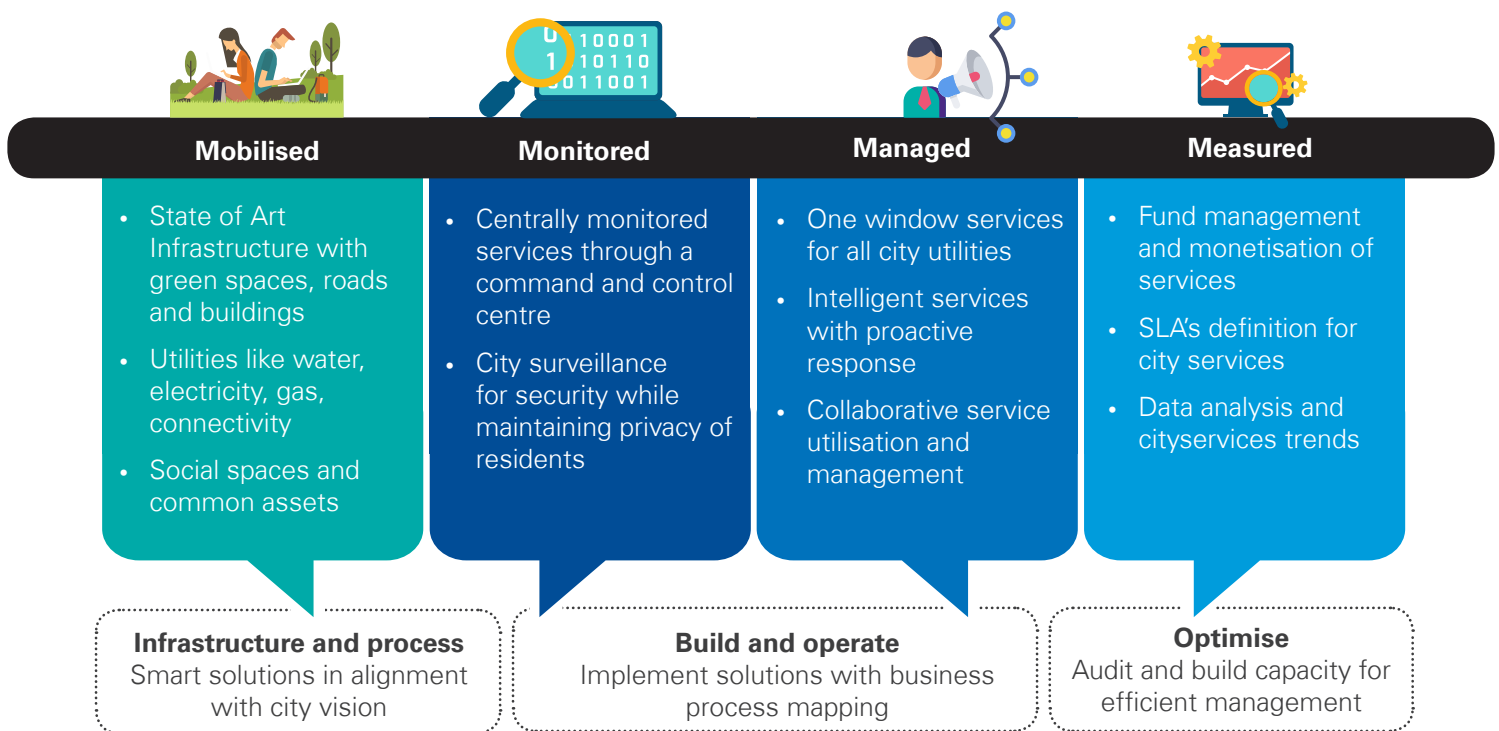 0 10001
1 10110
0011001
Mobilised
Monitored
Managed
Measured
• State of Art
Infrastructure with
green spaces, roads
and buildings
• Utilities like water,
electricity, gas,
connectivity
• Social spaces and
common assets
• Centrally monitored
services through a
command and control
centre
• City surveillance
for security while
maintaining privacy of
residents
• One window services
for all city utilities
• Intelligent services
with proactive
response
• Collaborative service
utilisation and
management
• Fund management
and monetisation of
services
• SLA's definition for
city services
• Data analysis and
cityservices trends
Infrastructure and process
Smart solutions in alignment
with city vision
Build and operate
Implement solutions with business
process mapping
Optimise
Audit and build capacity for
efficient management